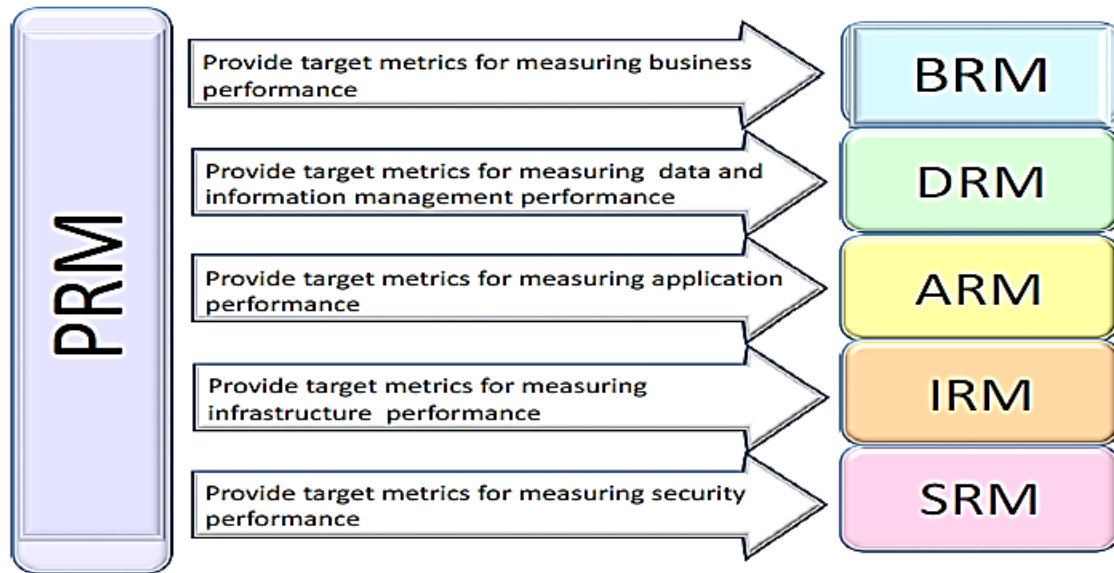 PRM
Provide target metrics for measuring business
performance
BRM
Provide target metrics for measuring data and
information management performance
DRM
Provide target metrics for measuring application
performance
ARM
Provide target metrics for measuring
infrastructure performance
IRM
Provide target metrics for measuring security
performance
SRM